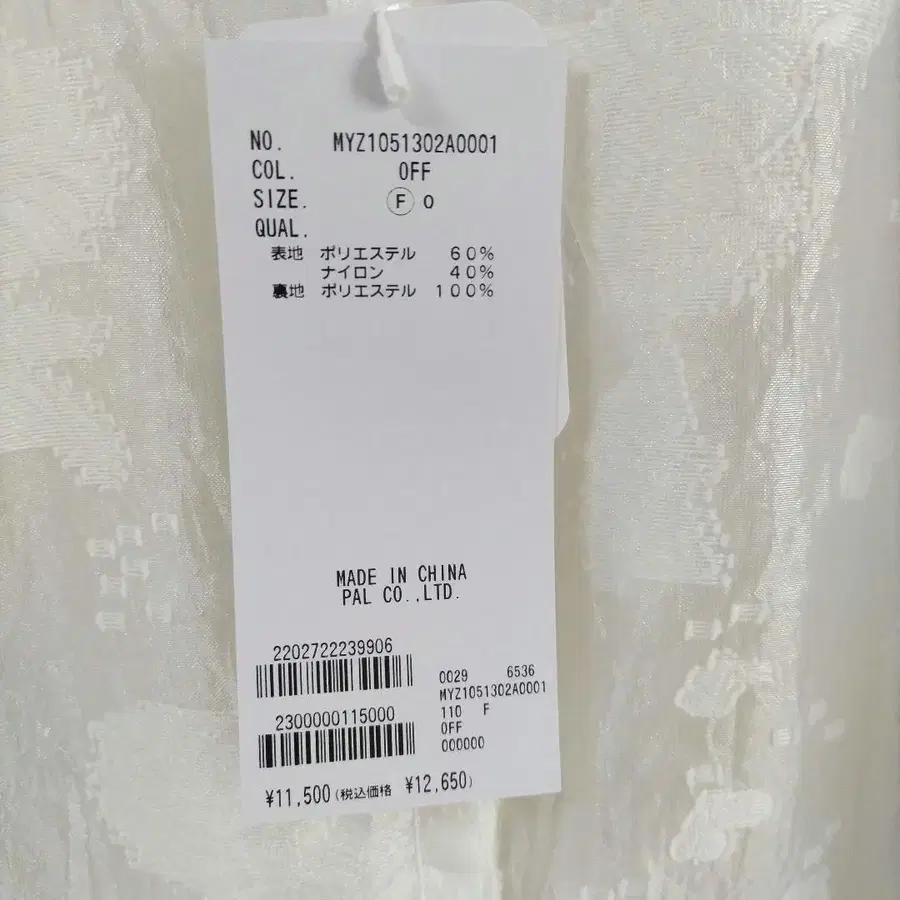 NO. MYZ1051302A0001
COL. OFF
SIZE. Ⓕ 0
QUAL.
表地 ポリエステル 60%
ナイロン 40%
裏地 ポリエステル 100%
MADE IN CHINA
PAL CO.,LTD.
2202722239906
2300000115000
0029 6536
MYZ1051302A0001
110 F
OFF
000000
¥11,500(税込価格 ¥12,650)